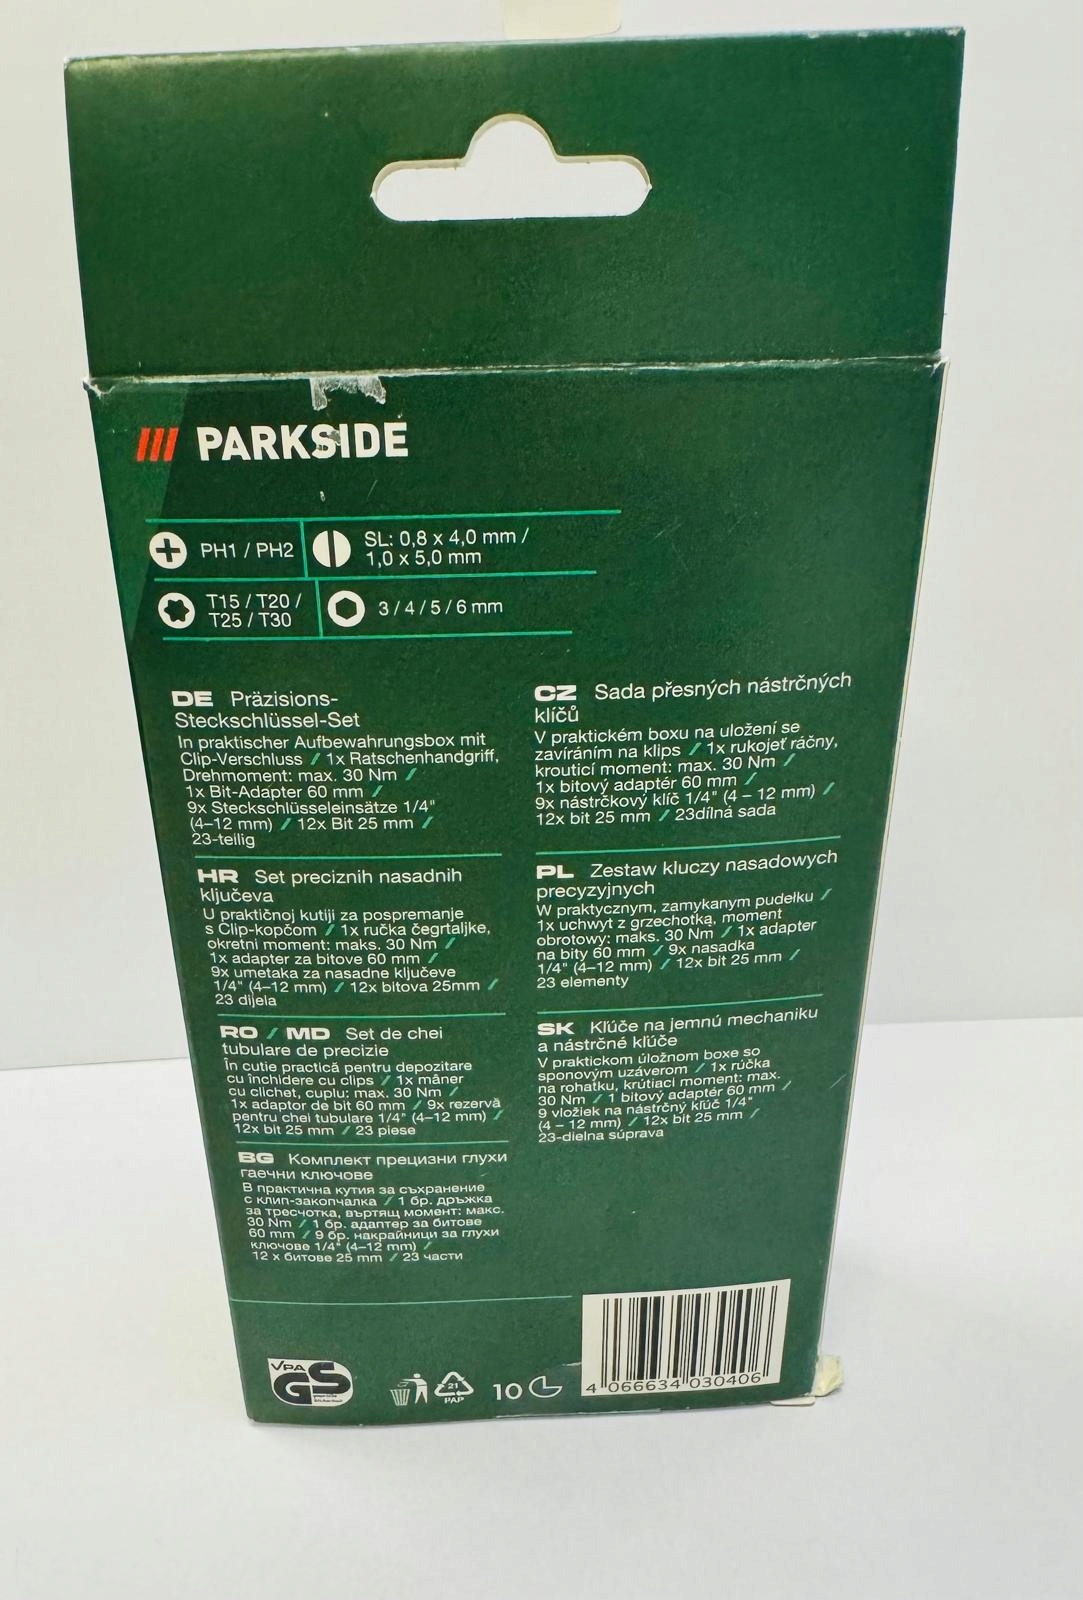 PARKSIDE
PH1 / PH2
SL: 0,8 x 4,0 mm /
1,0 x 5,0 mm
T15 / T20 /
T25 / T30
3 / 4 / 5 / 6 mm
DE Präzisions-
Steckschlüssel-Set
In praktischer Aufbewahrungsbox mit
Clip-Verschluss / 1x Ratschenhandgriff,
Drehmoment: max. 30 Nm /
1x Bit-Adapter 60 mm /
9x Steckschlüsseleinsätze 1/4"
(4–12 mm) / 12x Bit 25 mm /
23-teilig
HR Set preciznih nasadnih
ključeva
U praktičnoj kutiji za pospremanje
s Clip-kopčom / 1x ručka čegrtaljke,
okretni moment: maks. 30 Nm /
1x adapter za bitove 60 mm /
9x umetaka za nasadne ključeve
1/4" (4–12 mm) / 12x bitova 25mm /
23 dijela
RO / MD Set de chei
tubulare de precizie
În cutie practică pentru depozitare
cu închidere cu clips / 1x mâner
cu clichet, cuplu: max. 30 Nm /
1x adaptor de bit 60 mm / 9x rezervă
pentru chei tubulare 1/4" (4–12 mm) /
12x bit 25 mm / 23 piese
BG Комплект прецизни глухи
гаечни ключове
В практична кутия за съхранение
с клип-закопчалка / 1 бр. дръжка
за тресчотка, въртящ момент: макс.
30 Nm / 1 бр. адаптер за битове
60 mm / 9 бр. накрайници за глухи
ключове 1/4" (4–12 mm) /
12 x битове 25 mm / 23 части
CZ Sada přesných nástrčných
klíčů
V praktickém boxu na uložení se
zavíráním na klips / 1x rukojeť ráčny,
krouticí moment: max. 30 Nm /
1x bitový adaptér 60 mm /
9x nástrčkový klíč 1/4" (4 – 12 mm) /
12x bit 25 mm / 23dílná sada
PL Zestaw kluczy nasadowych
precyzyjnych
W praktycznym, zamykanym pudełku /
1x uchwyt z grzechotką, moment
obrotowy: maks. 30 Nm / 1x adapter
na bity 60 mm / 9x nasadka
1/4" (4–12 mm) / 12x bit 25 mm /
23 elementy
SK Kľúče na jemnú mechaniku
a nástrčné kľúče
V praktickom úložnom boxe so
sponovým uzáverom / 1x rúčka
na rohatku, krútiaci moment: max.
30 Nm / 1 bitový adaptér 60 mm /
9 vložiek na nástrčný kľúč 1/4"
(4 – 12 mm) / 12x bit 25 mm /
23-dielna súprava
VPA
GS
21
PAP
10
4 066634 030406